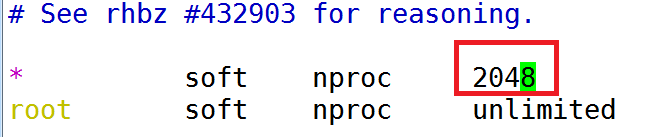 # See rhbz #432903 for reasoning.
* soft nproc 2048
root soft nproc unlimited